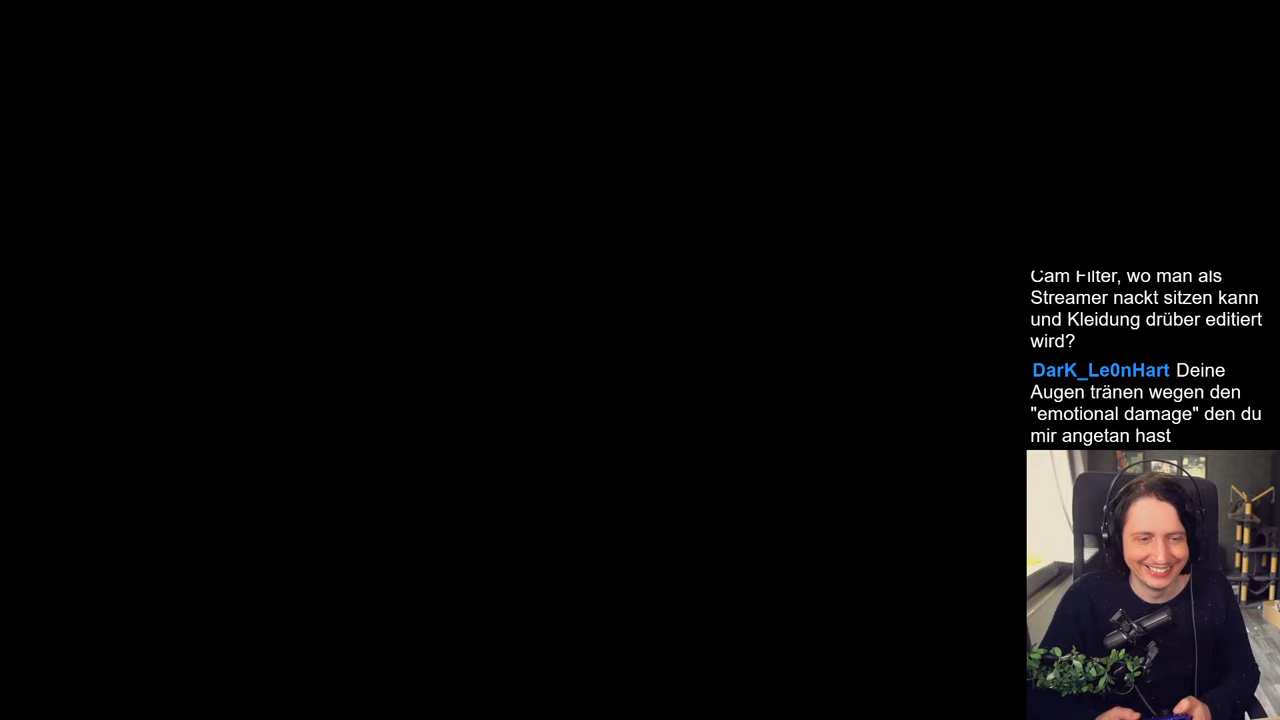 Cam Filter, wo man als
Streamer nackt sitzen kann
und Kleidung drüber editiert
wird?
DarK_Le0nHart Deine
Augen tränen wegen den
"emotional damage" den du
mir angetan hast